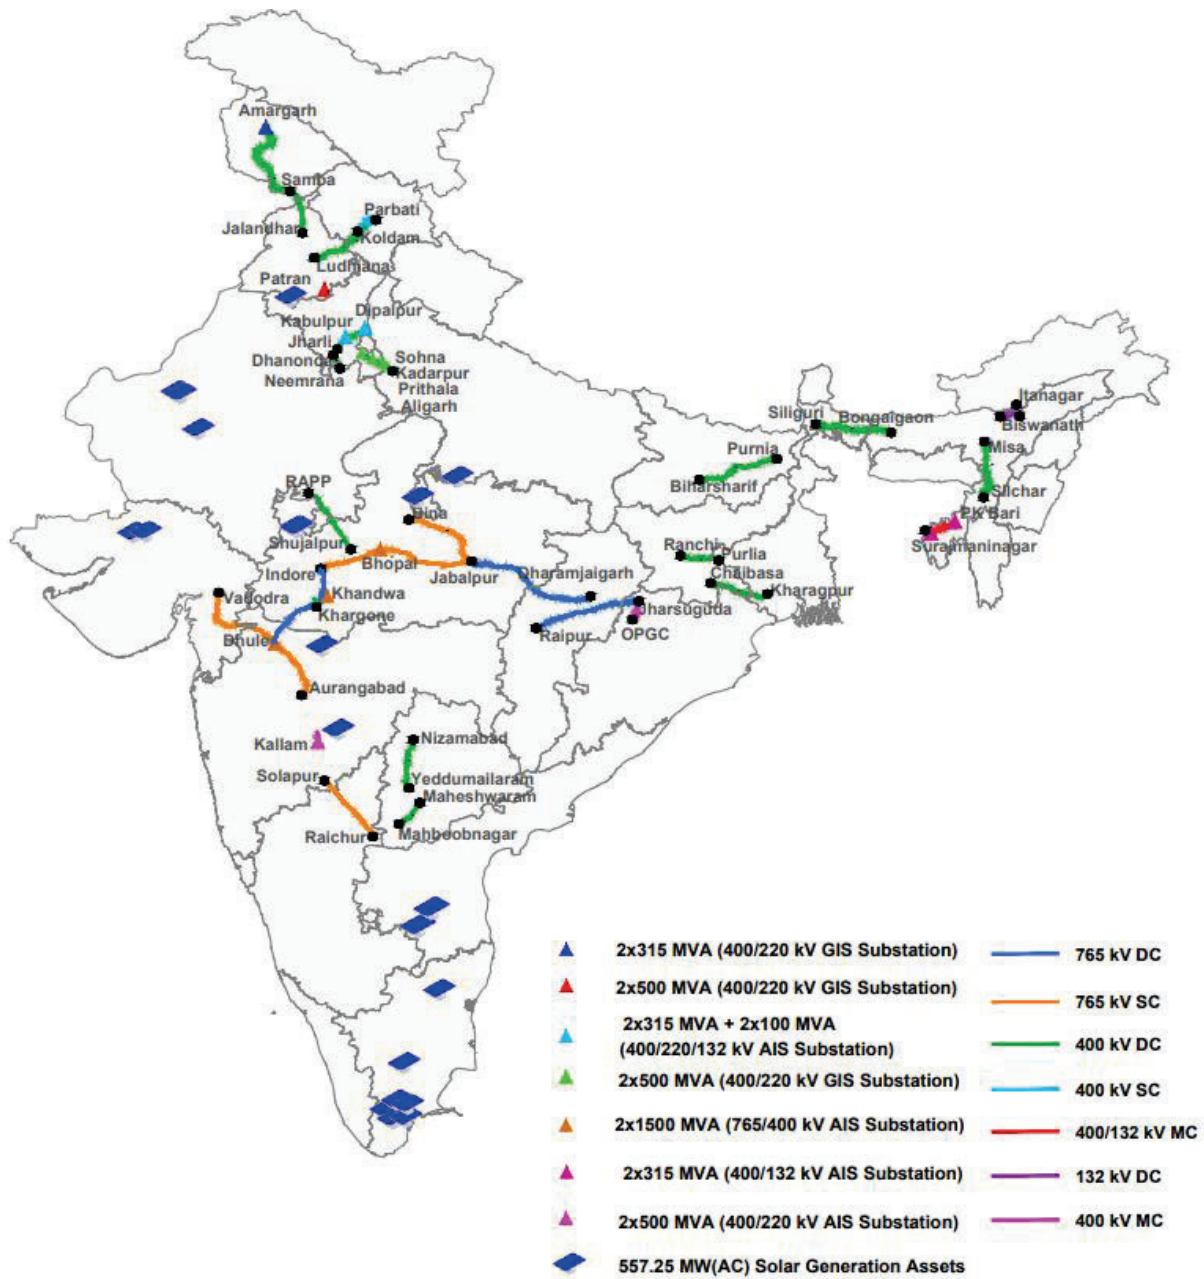 Amargarh
Samba
Jalandhar
Parbati
Koldam
Ludhiana
Patran
Kabulpur
Dipalpur
Jharli
Dhanonda
Neemrana
Sohna
Kadarpur
Prithala
Aligarh
Siliguri
Bongaigaon
Itanagar
Biswanath
Misa
Silchar
PK Bari
Surajmaninagar
Purnia
Biharsharif
RAPP
Shujalpur
Bina
Indore
Bhopal
Jabalpur
Dharamjaigarh
Ranchi
Purlia
Chaibasa
Kharagpur
Vadodra
Khandwa
Khargone
Dhule
Jharsuguda
OPGC
Raipur
Aurangabad
Kallam
Nizamabad
Solapur
Yeddumailaram
Maheshwaram
Raichur
Mahboobnagar
2x315 MVA (400/220 kV GIS Substation)
765 kV DC
2x500 MVA (400/220 kV GIS Substation)
765 kV SC
2x315 MVA + 2x100 MVA
(400/220/132 kV AIS Substation)
400 kV DC
2x500 MVA (400/220 kV GIS Substation)
400 kV SC
2x1500 MVA (765/400 kV AIS Substation)
400/132 kV MC
2x315 MVA (400/132 kV AIS Substation)
132 kV DC
2x500 MVA (400/220 kV AIS Substation)
400 kV MC
557.25 MW(AC) Solar Generation Assets